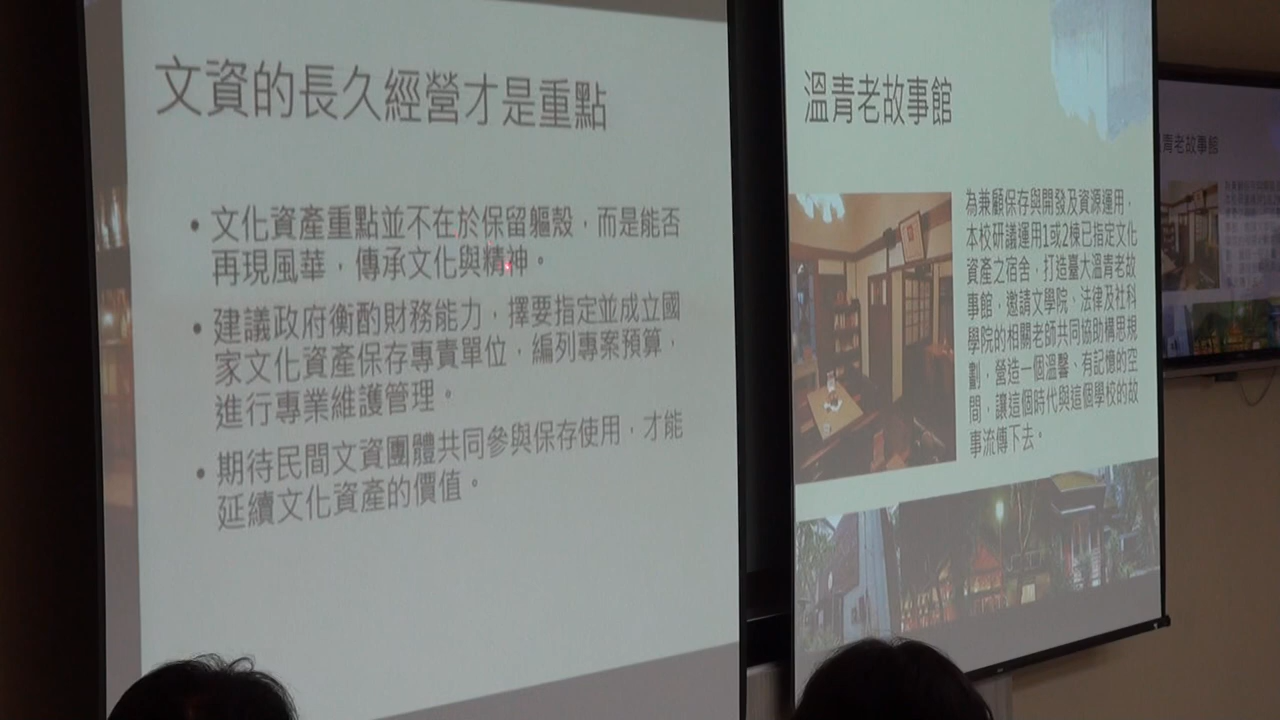 文資的長久經營才是重點
• 文化資產重點並不在於保留軀殼，而是能否
再現風華，傳承文化與精神。
• 建議政府衡酌財務能力，擇要指定並成立國
家文化資產保存專責單位，編列專案預算，
進行專業維護管理。
• 期待民間文資團體共同參與保存使用，才能
延續文化資產的價值。
溫青老故事館
為兼顧保存與開發及資源運用，
本校研議運用1或2棟已指定文化
資產之宿舍，打造臺大溫青老故
事館，邀請文學院、法律及社科
學院的相關老師共同協助構思規
劃，營造一個溫馨、有記憶的空
間，讓這個時代與這個學校的故
事流傳下去。
青老故事館